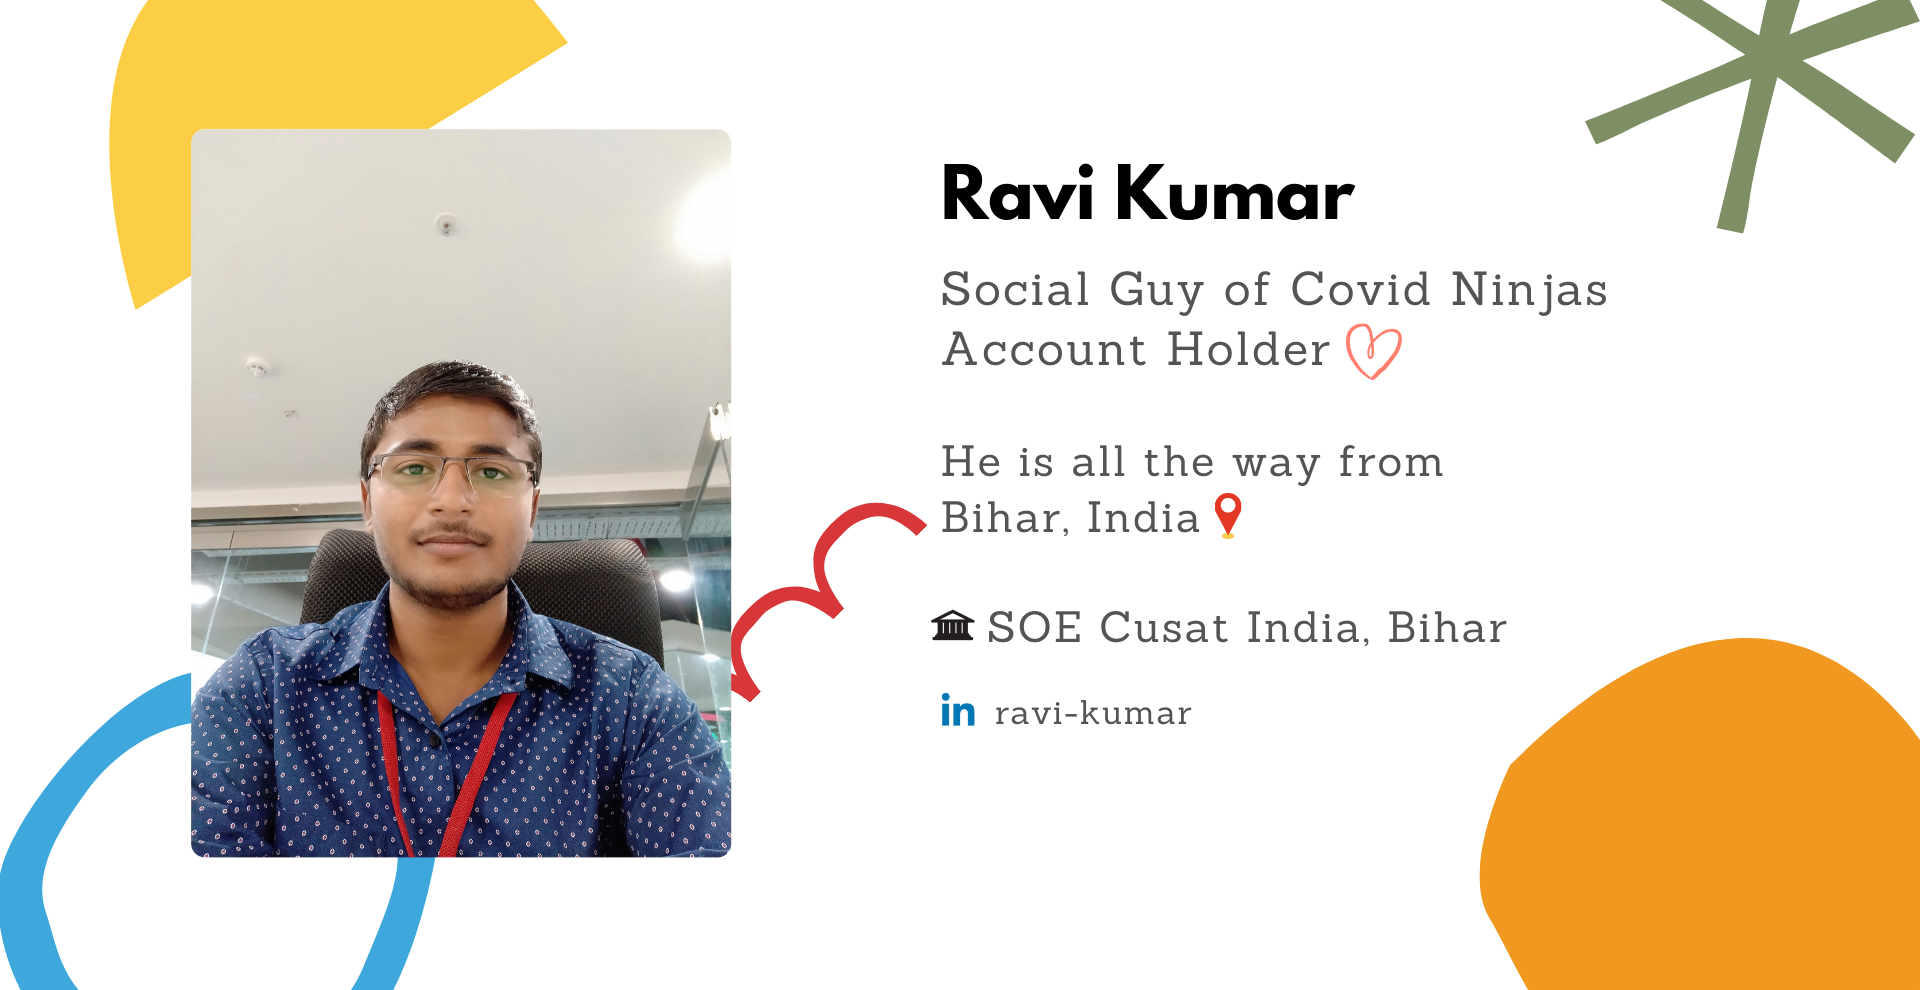 Ravi Kumar
Social Guy of Covid Ninjas
Account Holder
He is all the way from
Bihar, India
SOE Cusat India, Bihar
in ravi-kumar